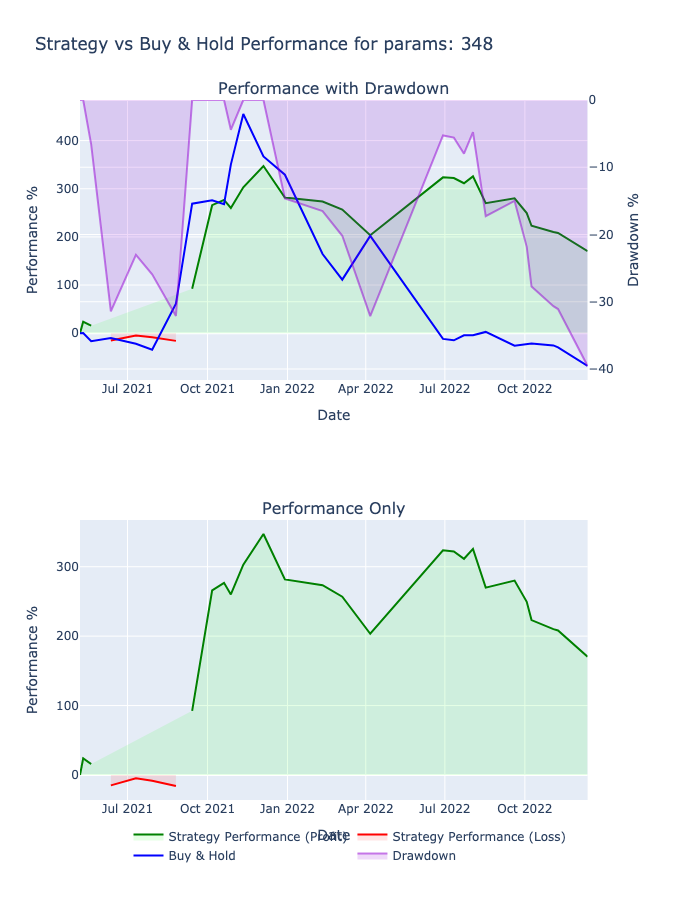 Strategy vs Buy & Hold Performance for params: 348
Performance with Drawdown
400
300
200
100
0
Performance %
0
−10
−20
−30
−40
Drawdown %
Jul 2021 Oct 2021 Jan 2022 Apr 2022 Jul 2022 Oct 2022
Date
Performance Only
300
200
100
0
Performance %
Jul 2021 Oct 2021 Jan 2022 Apr 2022 Jul 2022 Oct 2022
Date
Strategy Performance (Profit) Strategy Performance (Loss)
Buy & Hold Drawdown